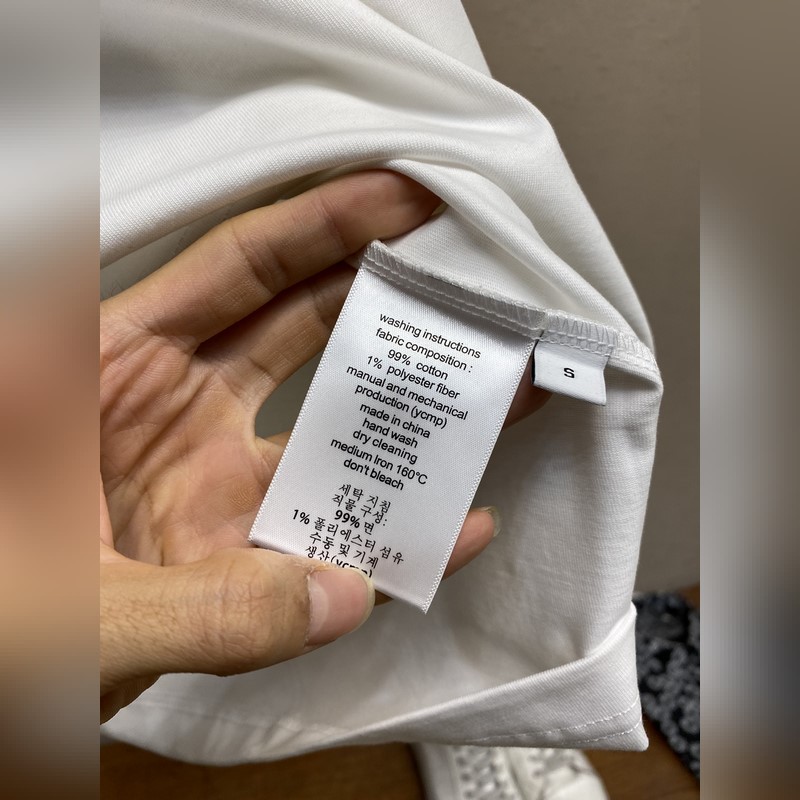 washing instructions
fabric composition :
99% cotton
1% polyester fiber
manual and mechanical
production (ycmp)
made in china
hand wash
dry cleaning
medium Iron 160°C
don't bleach
세탁 지침
직물 구성:
99% 면
1% 폴리에스터 섬유
수동 및 기계
생산
S